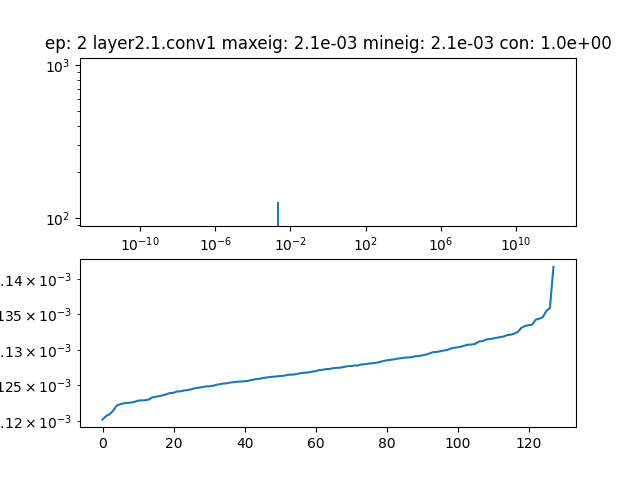 ep: 2 layer2.1.conv1 maxeig: 2.1e-03 mineig: 2.1e-03 con: 1.0e+00
10³
10²
10⁻¹⁰ 10⁻⁶ 10⁻² 10² 10⁶ 10¹⁰
.14 × 10⁻³
135 × 10⁻³
.13 × 10⁻³
125 × 10⁻³
.12 × 10⁻³
0 20 40 60 80 100 120